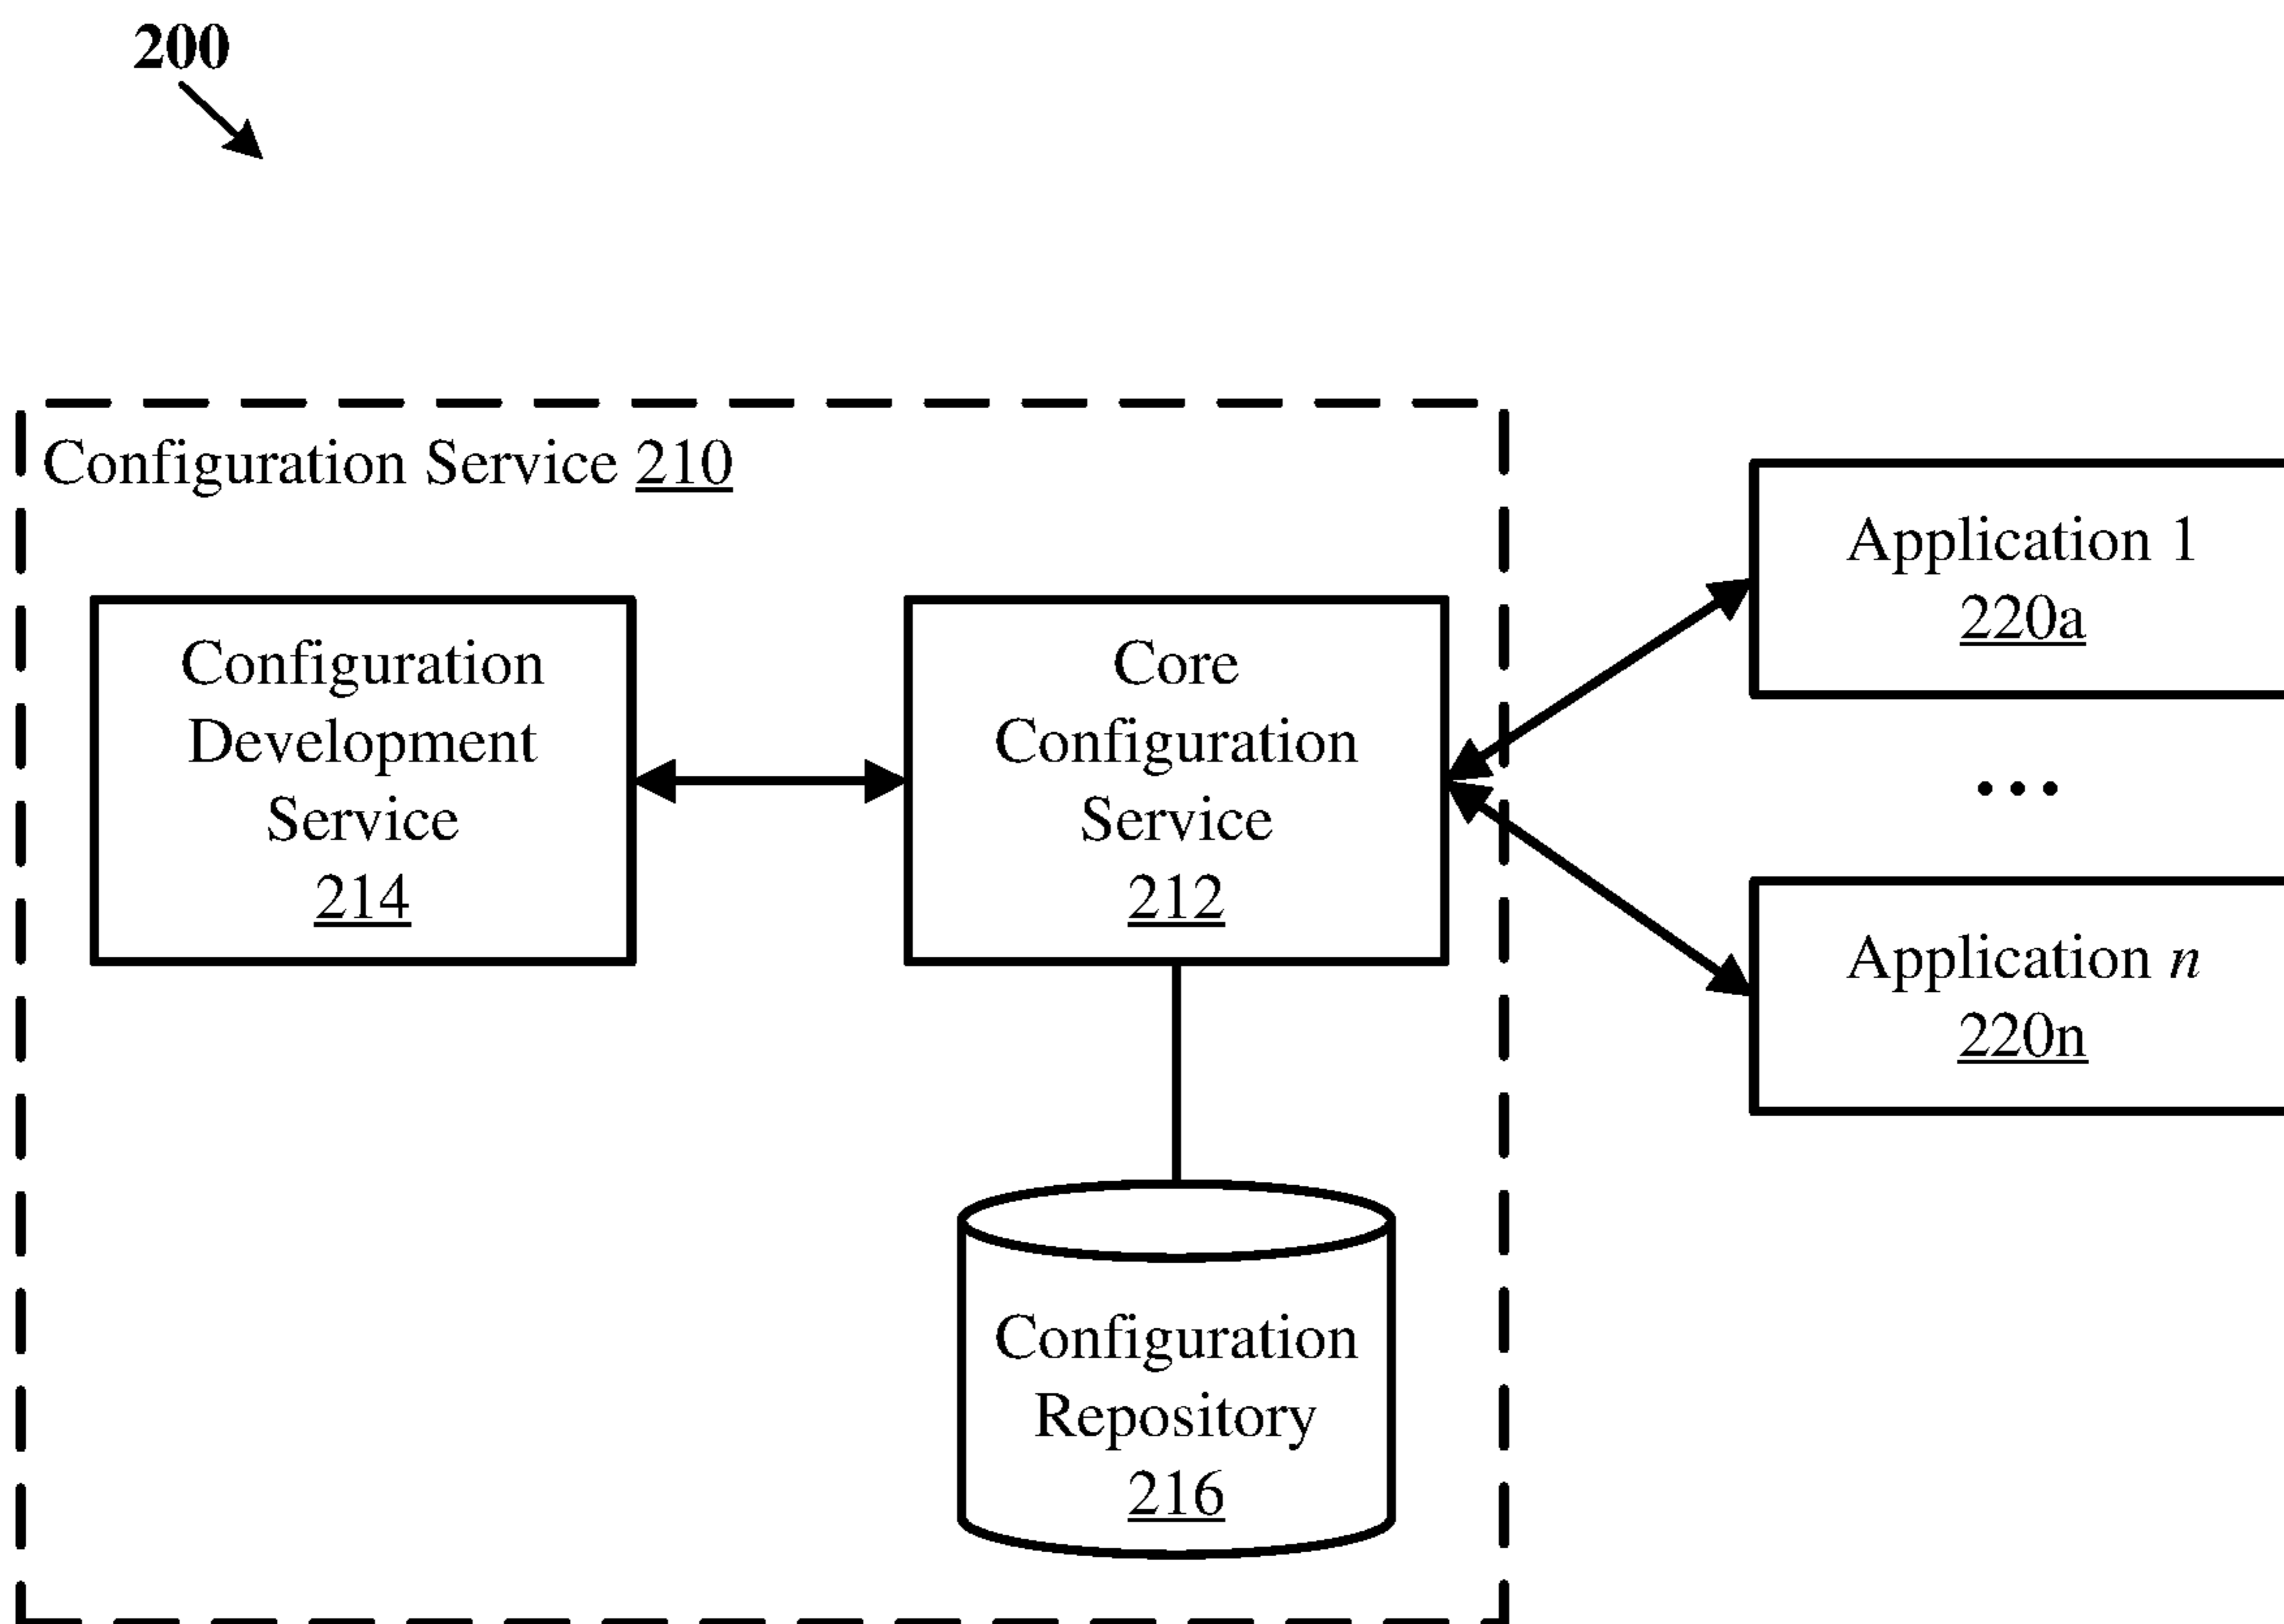 200
Configuration Service 210
Configuration
Development
Service
214
Core
Configuration
Service
212
Configuration
Repository
216
Application 1
220a
...
Application n
220n